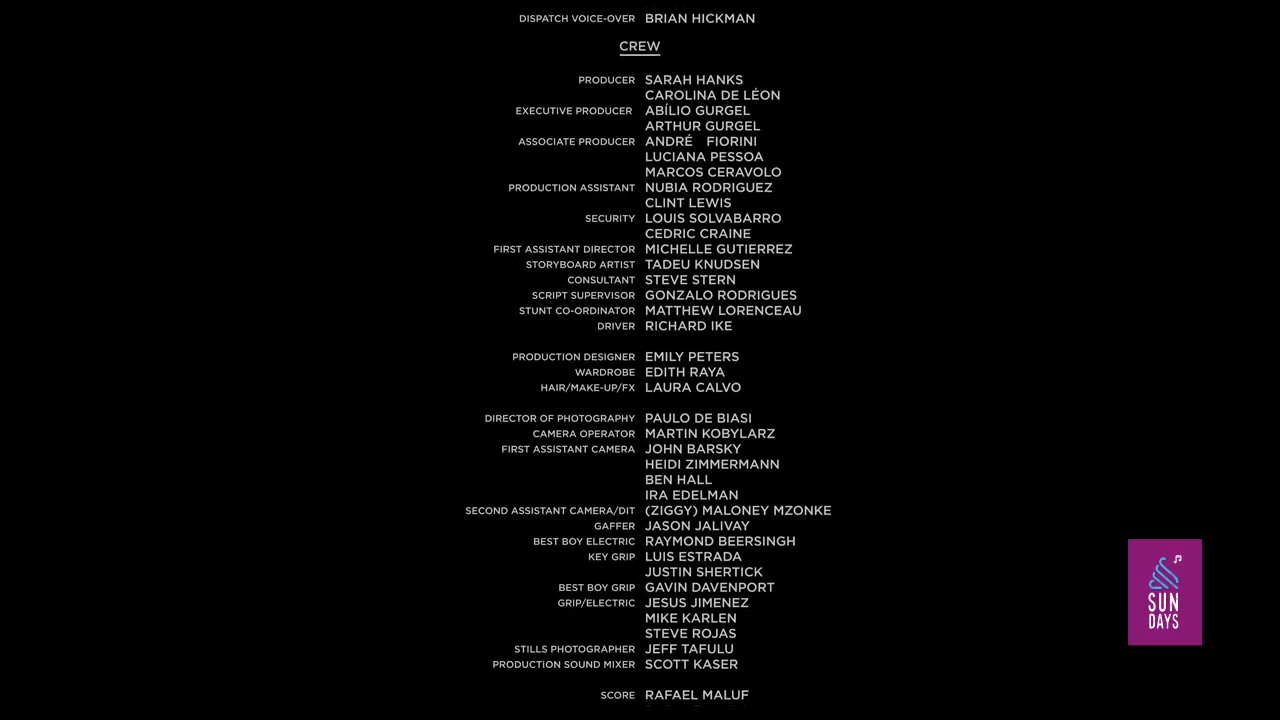 DISPATCH VOICE-OVER BRIAN HICKMAN
CREW
PRODUCER SARAH HANKS
CAROLINA DE LÉON
EXECUTIVE PRODUCER ABÍLIO GURGEL
ARTHUR GURGEL
ASSOCIATE PRODUCER ANDRÉ FIORINI
LUCIANA PESSOA
MARCOS CERAVOLO
PRODUCTION ASSISTANT NUBIA RODRIGUEZ
CLINT LEWIS
SECURITY LOUIS SOLVABARRO
CEDRIC CRAINE
FIRST ASSISTANT DIRECTOR MICHELLE GUTIERREZ
STORYBOARD ARTIST TADEU KNUDSEN
CONSULTANT STEVE STERN
SCRIPT SUPERVISOR GONZALO RODRIGUES
STUNT CO-ORDINATOR MATTHEW LORENCEAU
DRIVER RICHARD IKE
PRODUCTION DESIGNER EMILY PETERS
WARDROBE EDITH RAYA
HAIR/MAKE-UP/FX LAURA CALVO
DIRECTOR OF PHOTOGRAPHY PAULO DE BIASI
CAMERA OPERATOR MARTIN KOBYLARZ
FIRST ASSISTANT CAMERA JOHN BARSKY
HEIDI ZIMMERMANN
BEN HALL
IRA EDELMAN
SECOND ASSISTANT CAMERA/DIT (ZIGGY) MALONEY MZONKE
GAFFER JASON JALIVAY
BEST BOY ELECTRIC RAYMOND BEERSINGH
KEY GRIP LUIS ESTRADA
JUSTIN SHERTICK
BEST BOY GRIP GAVIN DAVENPORT
GRIP/ELECTRIC JESUS JIMENEZ
MIKE KARLEN
STEVE ROJAS
STILLS PHOTOGRAPHER JEFF TAFULU
PRODUCTION SOUND MIXER SCOTT KASER
SCORE RAFAEL MALUF
SUN
DAYS